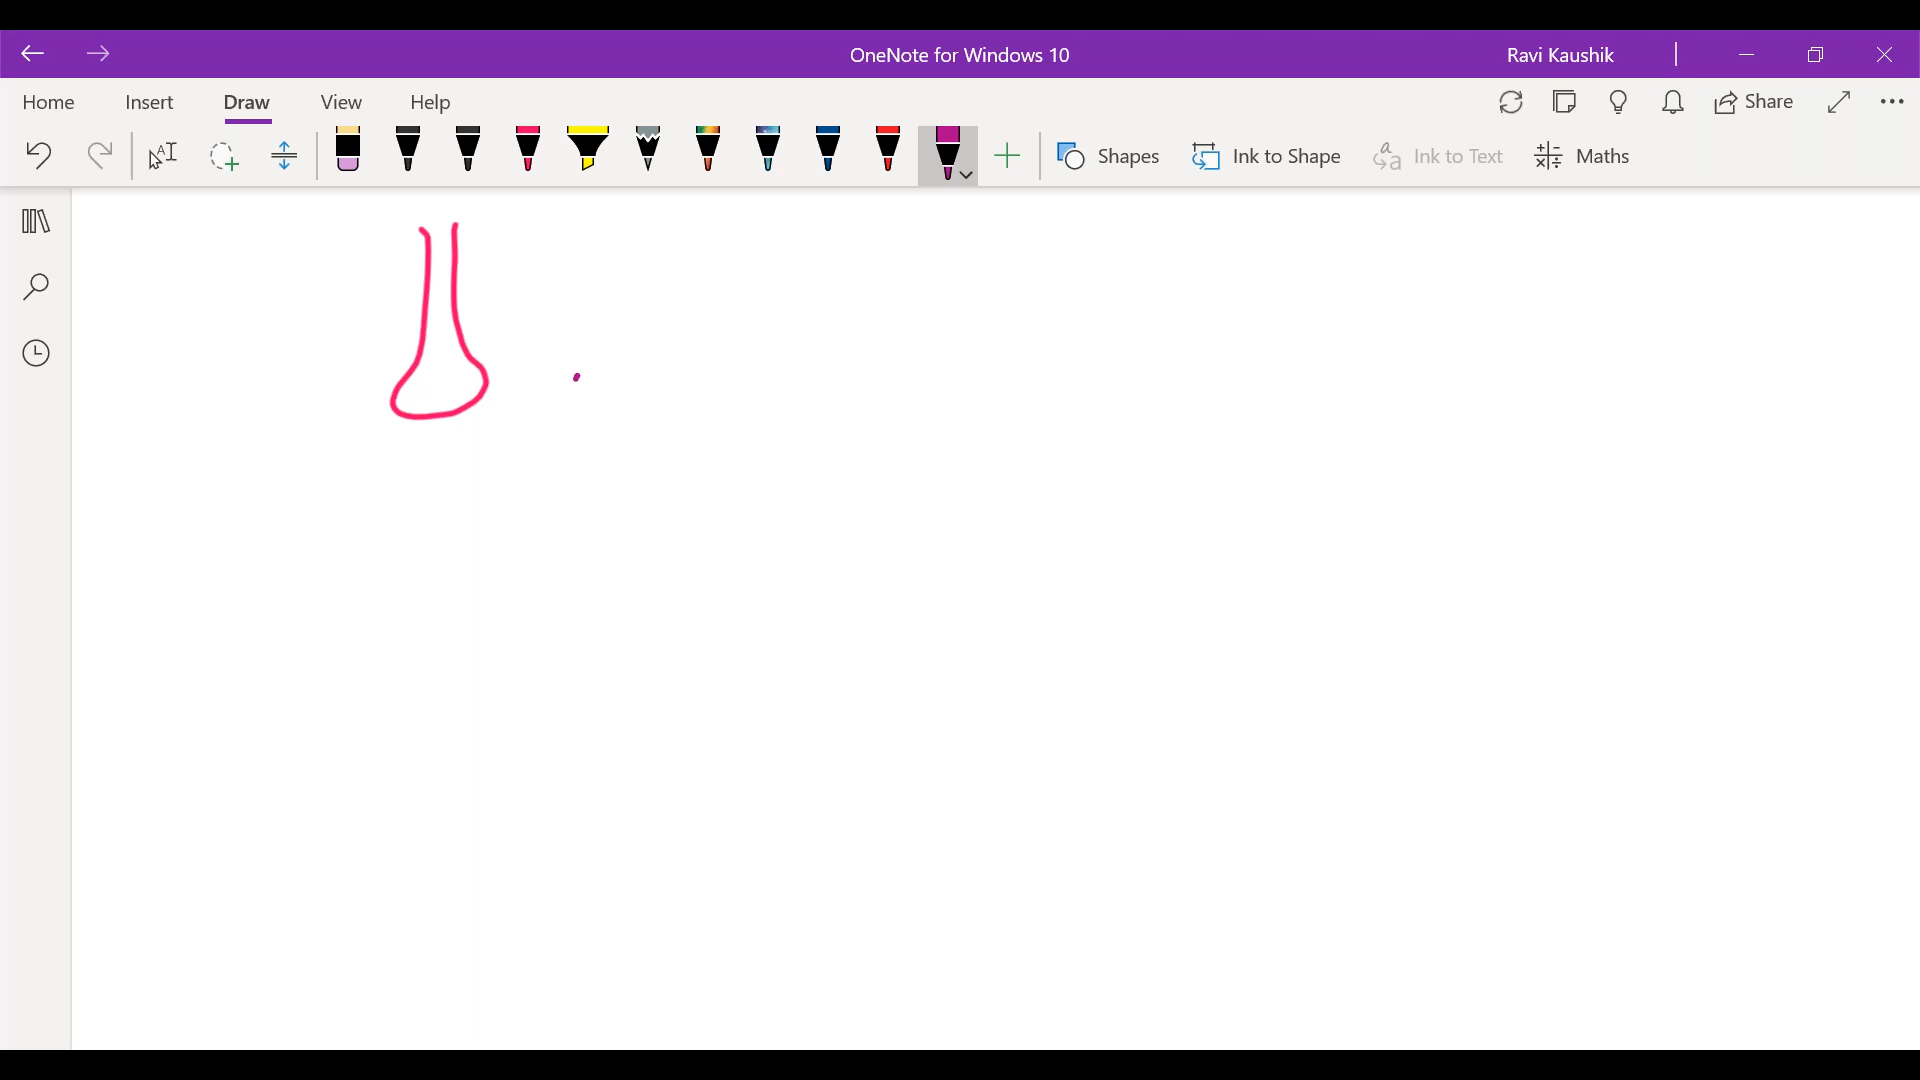 OneNote for Windows 10
Ravi Kaushik
Home
Insert
Draw
View
Help
Share
Shapes
Ink to Shape
Ink to Text
Maths